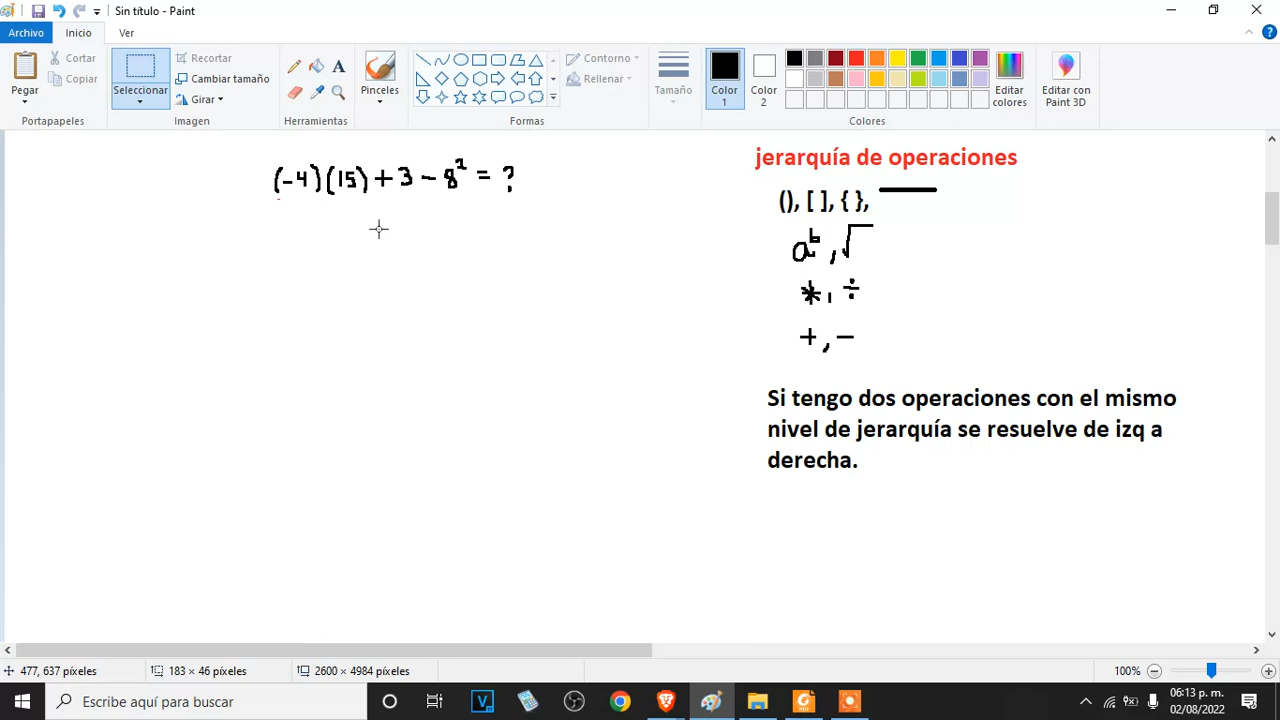 Sin título - Paint
Archivo Inicio Ver
Pegar
Cortar
Copiar
Portapapeles
Seleccionar
Recortar
Cambiar tamaño
Girar
Imagen
A
Herramientas
Pinceles
Contorno
Rellenar
Formas
Tamaño
Color 1
Color 2
Editar colores
Colores
Editar con Paint 3D
(-4)(15) + 3 - 8² = ?
jerarquía de operaciones
(), [ ], { },
aᵇ, √
*, ÷
+, −
Si tengo dos operaciones con el mismo
nivel de jerarquía se resuelve de izq a
derecha.
477, 637 píxeles 183 × 46 píxeles 2600 × 4984 píxeles 100%
Escribe aquí para buscar
06:13 p. m.
02/08/2022